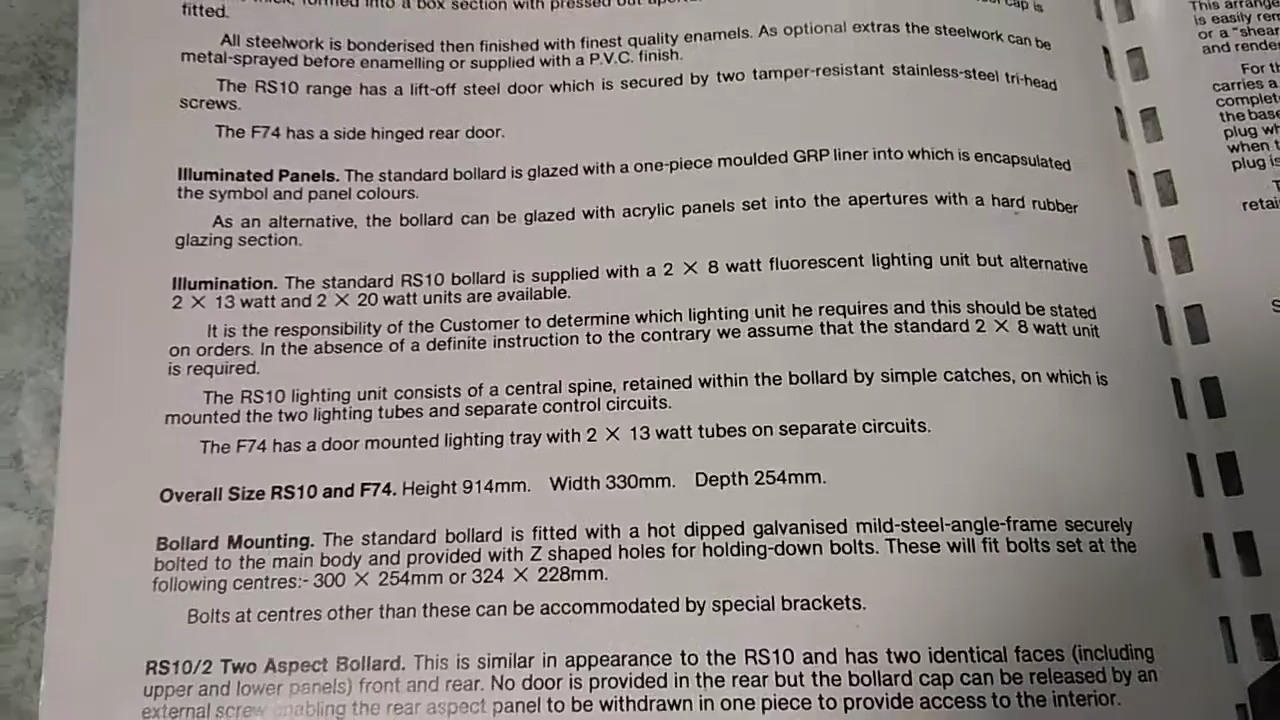 formed into a box section with pressed out
cap is
fitted.
All steelwork is bonderised then finished with finest quality enamels. As optional extras the steelwork can be
metal-sprayed before enamelling or supplied with a P.V.C. finish.
The RS10 range has a lift-off steel door which is secured by two tamper-resistant stainless-steel tri-head
screws.
The F74 has a side hinged rear door.
Illuminated Panels. The standard bollard is glazed with a one-piece moulded GRP liner into which is encapsulated
the symbol and panel colours.
As an alternative, the bollard can be glazed with acrylic panels set into the apertures with a hard rubber
glazing section.
Illumination. The standard RS10 bollard is supplied with a 2 × 8 watt fluorescent lighting unit but alternative
2 × 13 watt and 2 × 20 watt units are available.
It is the responsibility of the Customer to determine which lighting unit he requires and this should be stated
on orders. In the absence of a definite instruction to the contrary we assume that the standard 2 × 8 watt unit
is required.
The RS10 lighting unit consists of a central spine, retained within the bollard by simple catches, on which is
mounted the two lighting tubes and separate control circuits.
The F74 has a door mounted lighting tray with 2 × 13 watt tubes on separate circuits.
Overall Size RS10 and F74. Height 914mm. Width 330mm. Depth 254mm.
Bollard Mounting. The standard bollard is fitted with a hot dipped galvanised mild-steel-angle-frame securely
bolted to the main body and provided with Z shaped holes for holding-down bolts. These will fit bolts set at the
following centres:- 300 × 254mm or 324 × 228mm.
Bolts at centres other than these can be accommodated by special brackets.
RS10/2 Two Aspect Bollard. This is similar in appearance to the RS10 and has two identical faces (including
upper and lower panels) front and rear. No door is provided in the rear but the bollard cap can be released by an
external screw enabling the rear aspect panel to be withdrawn in one piece to provide access to the interior.
This arrange
is easily
or a "shear
and render
For th
carries a
the base
plug wh
when t
plug is
retai